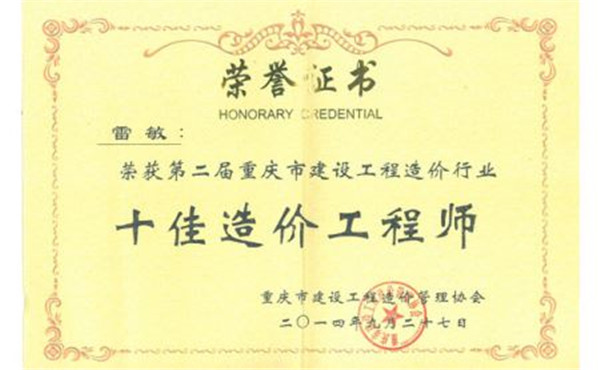 荣誉证书
HONORARY CREDENTIAL
雷敏：
荣获第二届重庆市建设工程造价行业
十佳造价工程师
重庆市建设工程造价管理协会
二〇一四年九月二十七日